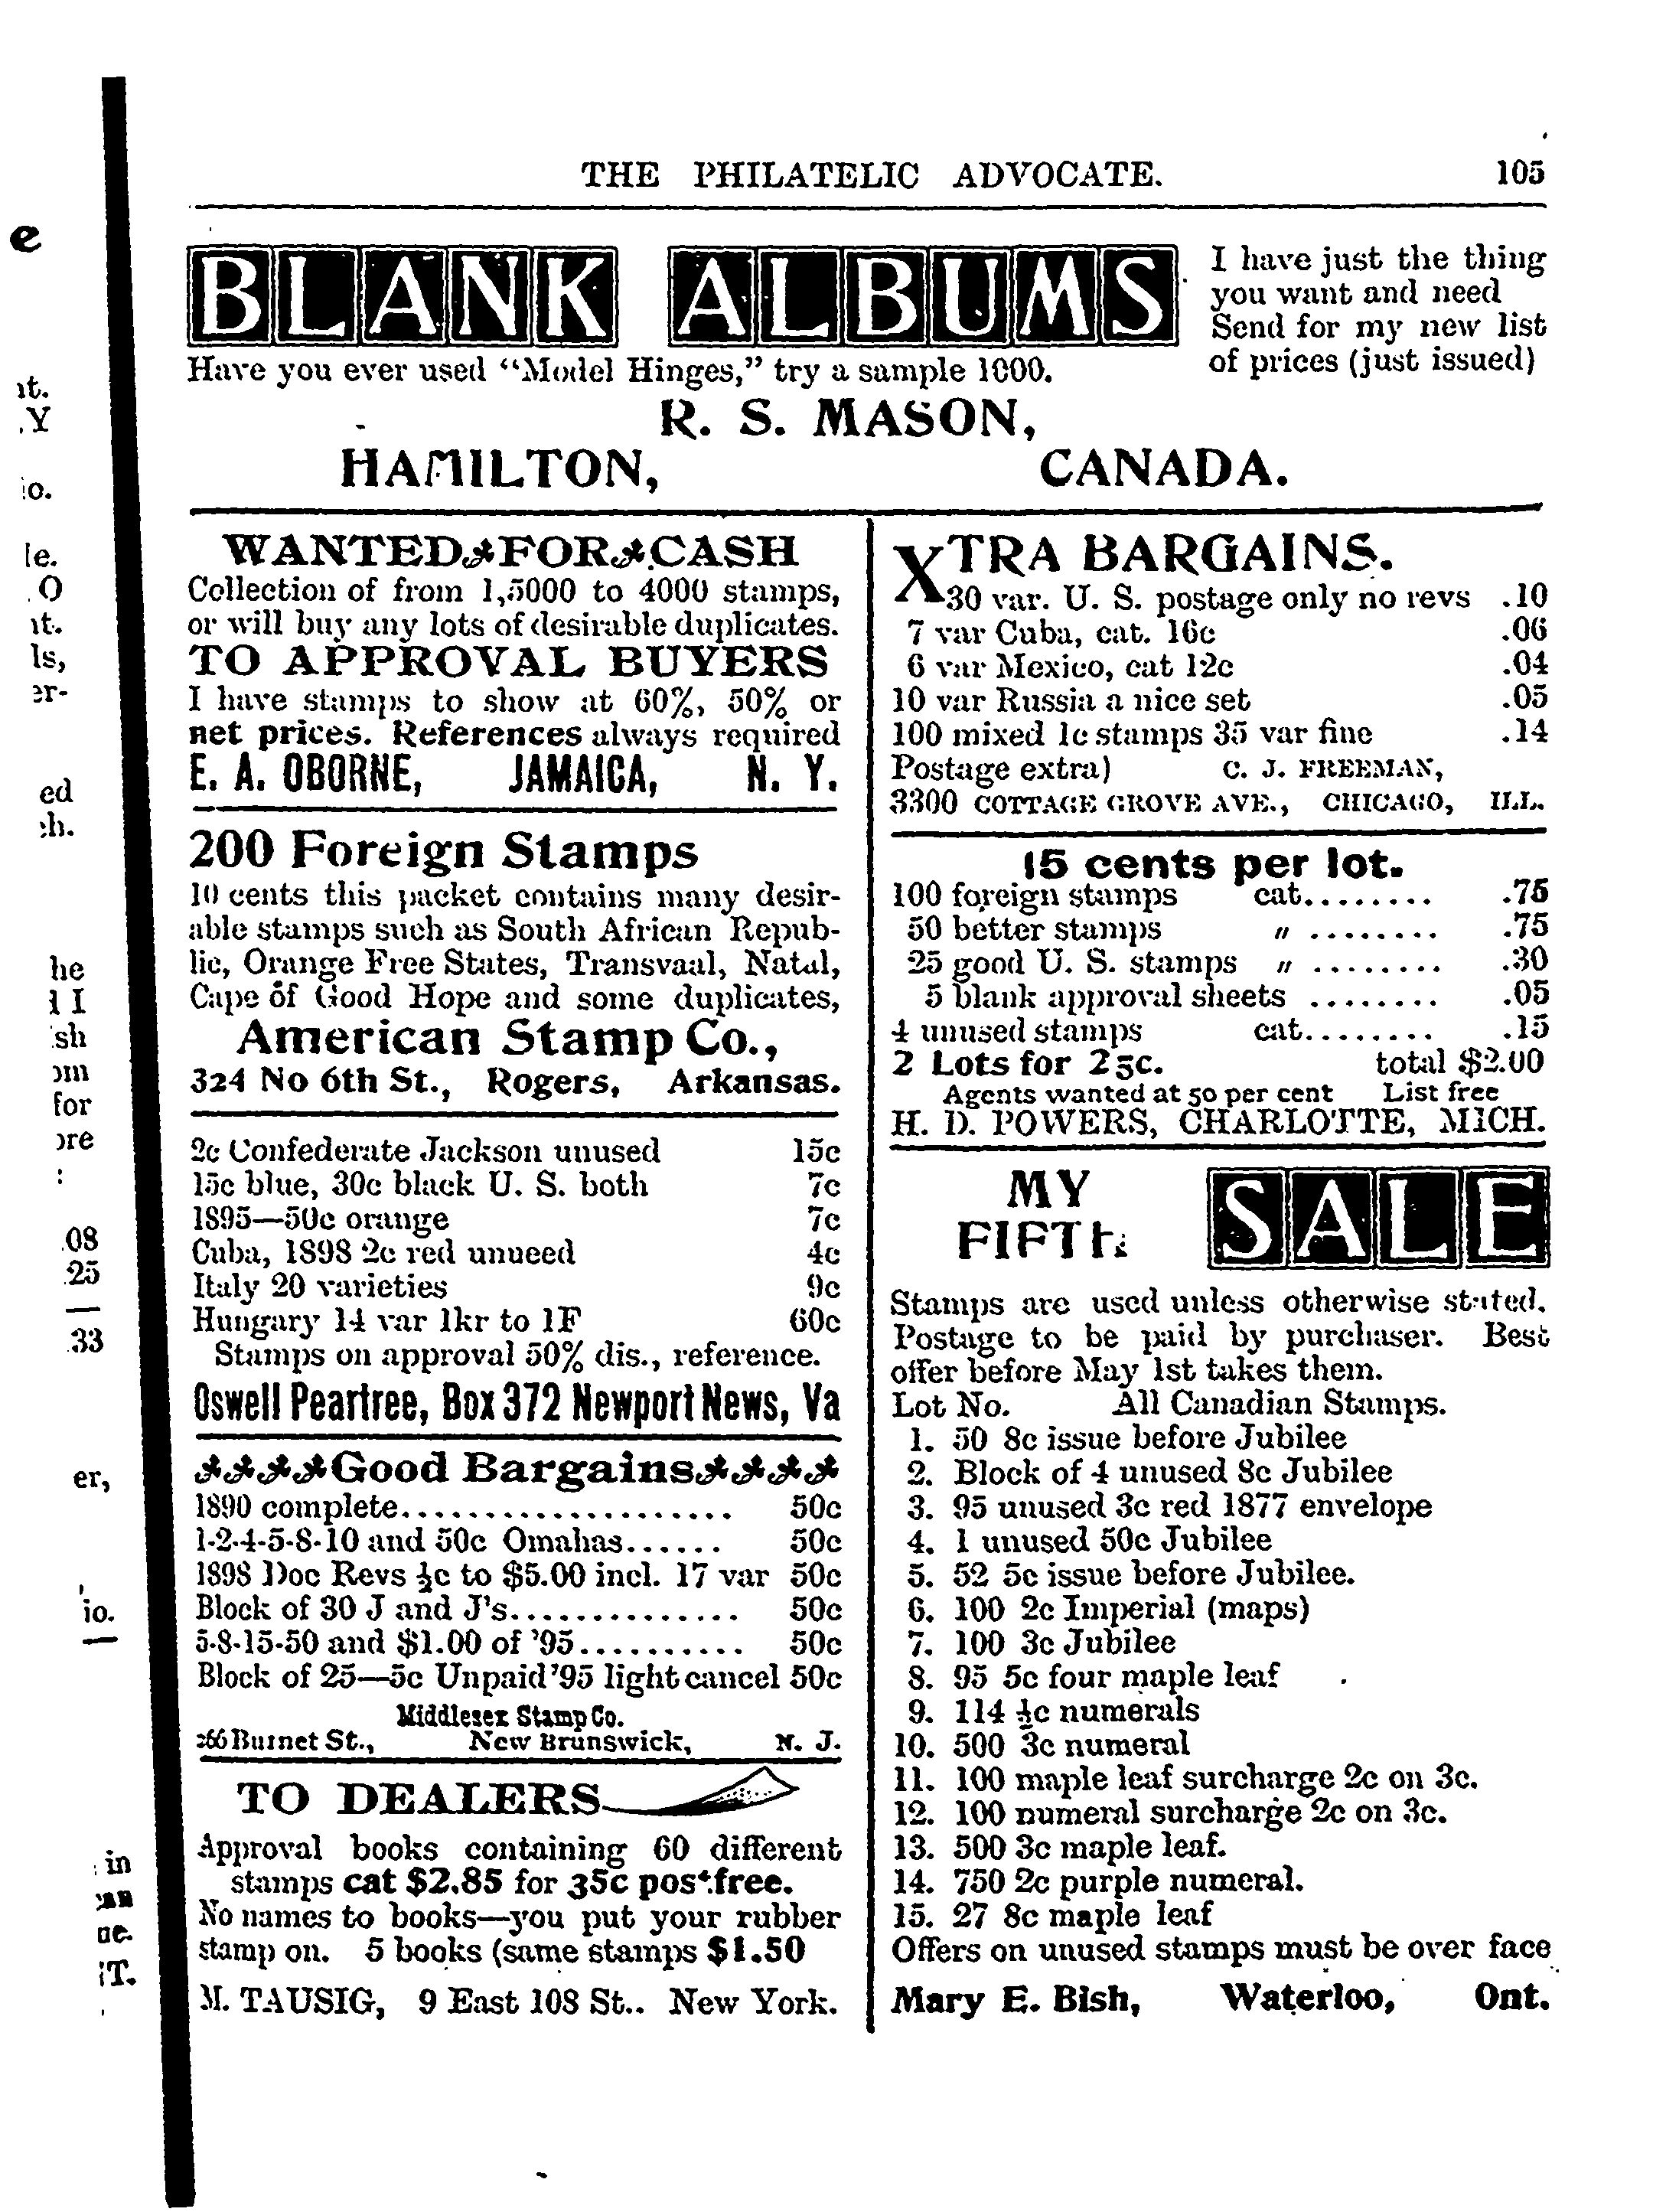 THE PHILATELIC ADVOCATE. 105
BLANK ALBUMS
I have just the thing
you want and need
Send for my new list
of prices (just issued)
Have you ever used "Model Hinges," try a sample 1000.
R. S. MASON,
HAMILTON, CANADA.
WANTED FOR CASH
Collection of from 1,5000 to 4000 stamps,
or will buy any lots of desirable duplicates.
TO APPROVAL BUYERS
I have stamps to show at 60%, 50% or
net prices. References always required
E. A. OBORNE, JAMAICA, N. Y.
200 Foreign Stamps
10 cents this packet contains many desir-
able stamps such as South African Repub-
lic, Orange Free States, Transvaal, Natal,
Cape of Good Hope and some duplicates,
American Stamp Co.,
324 No 6th St., Rogers, Arkansas.
2c Confederate Jackson unused 15c
15c blue, 30c black U. S. both 7c
1895—50c orange 7c
Cuba, 1898 2c red unueed 4c
Italy 20 varieties 9c
Hungary 14 var 1kr to 1F 60c
Stamps on approval 50% dis., reference.
Oswell Peartree, Box 372 Newport News, Va
Good Bargains
1890 complete.................... 50c
1-2-4-5-8-10 and 50c Omahas...... 50c
1898 Doc Revs ½c to $5.00 incl. 17 var 50c
Block of 30 J and J's.............. 50c
5-8-15-50 and $1.00 of '95.......... 50c
Block of 25—5c Unpaid '95 light cancel 50c
Middlesex Stamp Co.
266 Burnet St., New Brunswick, N. J.
TO DEALERS
Approval books containing 60 different
stamps cat $2.85 for 35c post free.
No names to books—you put your rubber
stamp on. 5 books (same stamps $1.50
M. TAUSIG, 9 East 108 St.. New York.
XTRA BARGAINS.
30 var. U. S. postage only no revs .10
7 var Cuba, cat. 16c .06
6 var Mexico, cat 12c .04
10 var Russia a nice set .05
100 mixed 1c stamps 35 var fine .14
Postage extra) C. J. FREEMAN,
3300 COTTAGE GROVE AVE., CHICAGO, ILL.
15 cents per lot.
100 foreign stamps cat........ .75
50 better stamps " ........ .75
25 good U. S. stamps " ........ .30
5 blank approval sheets ........ .05
4 unused stamps cat........ .15
2 Lots for 25c. total $2.00
Agents wanted at 50 per cent List free
H. D. POWERS, CHARLOTTE, MICH.
MY
FIFTH SALE
Stamps are used unless otherwise stated.
Postage to be paid by purchaser. Best
offer before May 1st takes them.
Lot No. All Canadian Stamps.
1. 50 8c issue before Jubilee
2. Block of 4 unused 8c Jubilee
3. 95 unused 3c red 1877 envelope
4. 1 unused 50c Jubilee
5. 52 5c issue before Jubilee.
6. 100 2c Imperial (maps)
7. 100 3c Jubilee
8. 95 5c four maple leaf
9. 114 ½c numerals
10. 500 3c numeral
11. 100 maple leaf surcharge 2c on 3c.
12. 100 numeral surcharge 2c on 3c.
13. 500 3c maple leaf.
14. 750 2c purple numeral.
15. 27 8c maple leaf
Offers on unused stamps must be over face
Mary E. Bish, Waterloo, Ont.